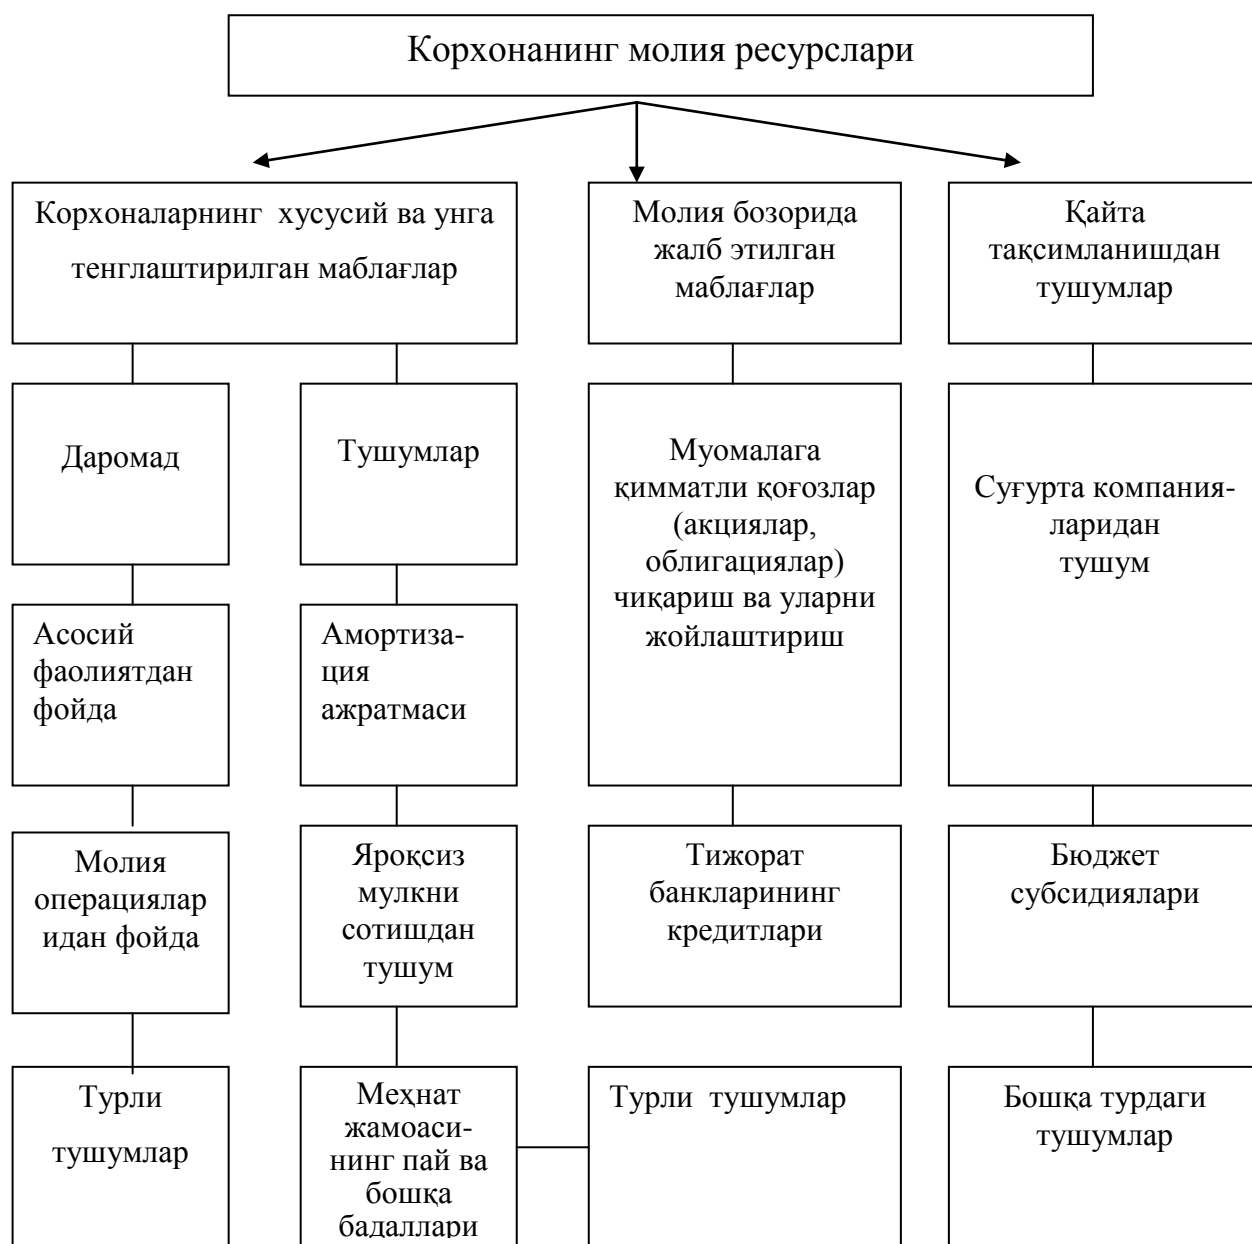 Корхонанинг молия ресурслари
Корхоналарнинг хусусий ва унга
тенглаштирилган маблағлар
Молия бозорида
жалб этилган
маблағлар
Қайта
тақсимланишдан
тушумлар
Даромад
Тушумлар
Муомалага
қимматли қоғозлар
(акциялар,
облигациялар)
чиқариш ва уларни
жойлаштириш
Суғурта компания-
ларидан
тушум
Асосий
фаолиятдан
фойда
Амортиза-
ция
ажратмаси
Молия
операциялар
идан фойда
Яроқсиз
мулкни
сотишдан
тушум
Тижорат
банкларининг
кредитлари
Бюджет
субсидиялари
Турли
тушумлар
Меҳнат
жамоаси-
нинг пай ва
бошқа
бадаллари
Турли тушумлар
Бошқа турдаги
тушумлар